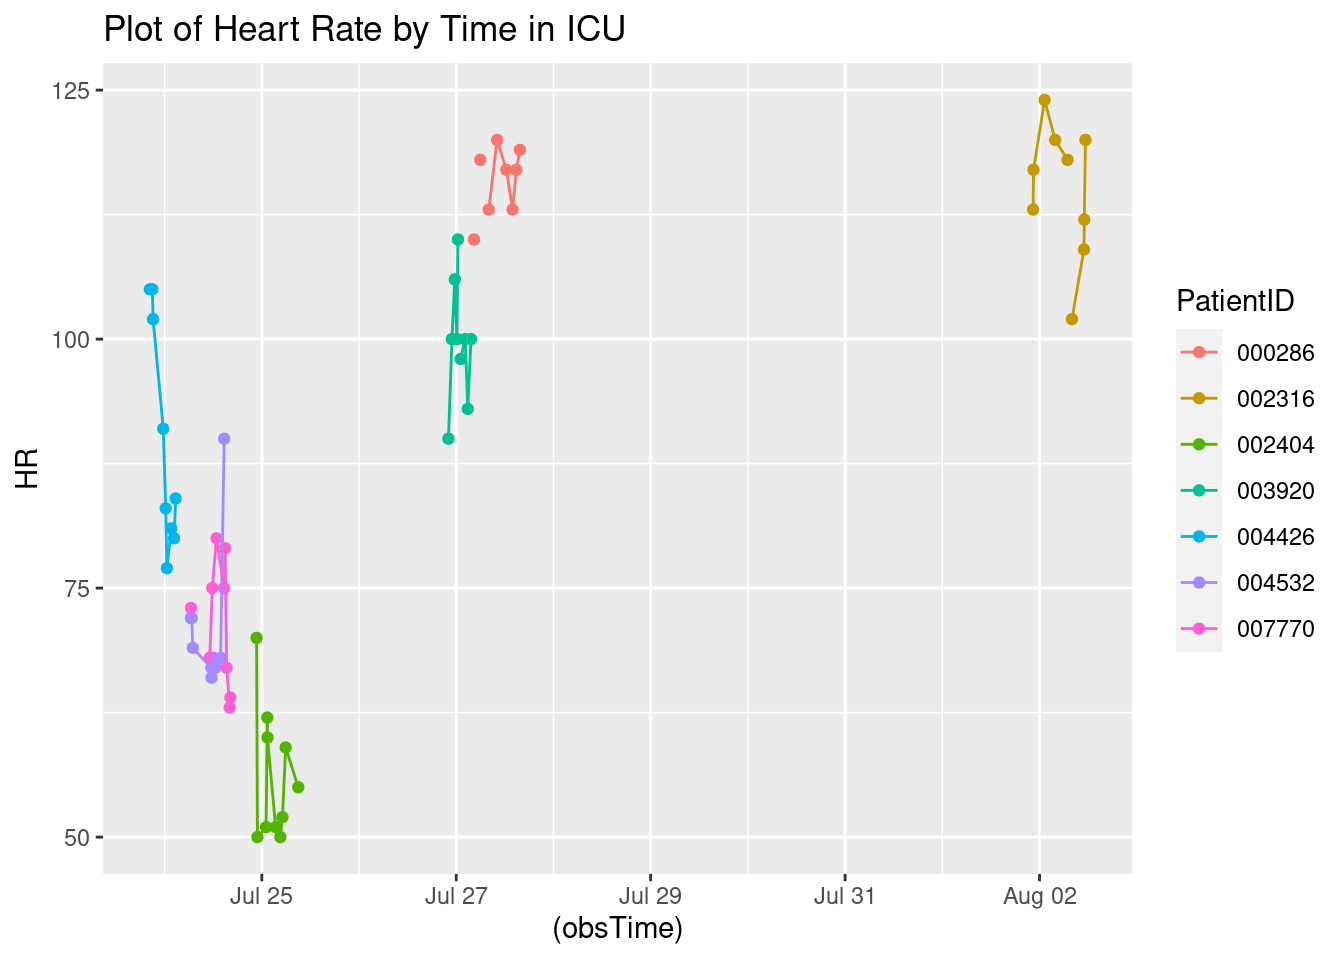 Plot of Heart Rate by Time in ICU
125
100
75
50
HR
Jul 25
Jul 27
Jul 29
Jul 31
Aug 02
(obsTime)
PatientID
000286
002316
002404
003920
004426
004532
007770